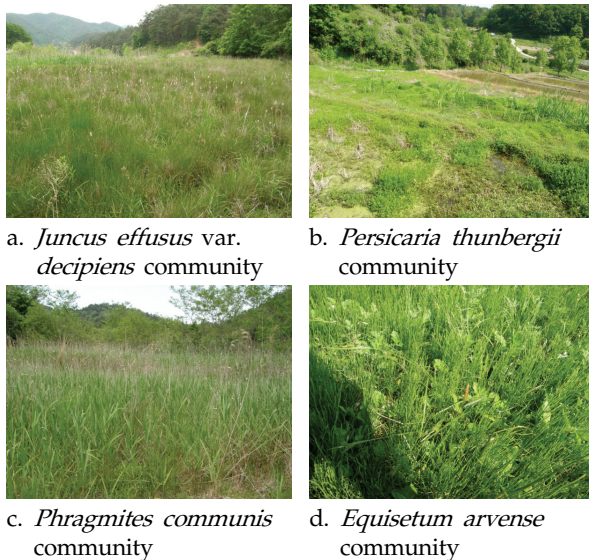 a. Juncus effusus var.
decipiens community
b. Persicaria thunbergii
community
c. Phragmites communis
community
d. Equisetum arvense
community